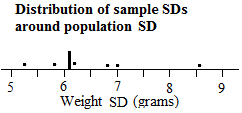 Distribution of sample SDs
around population SD
5 6 7 8 9
Weight SD (grams)